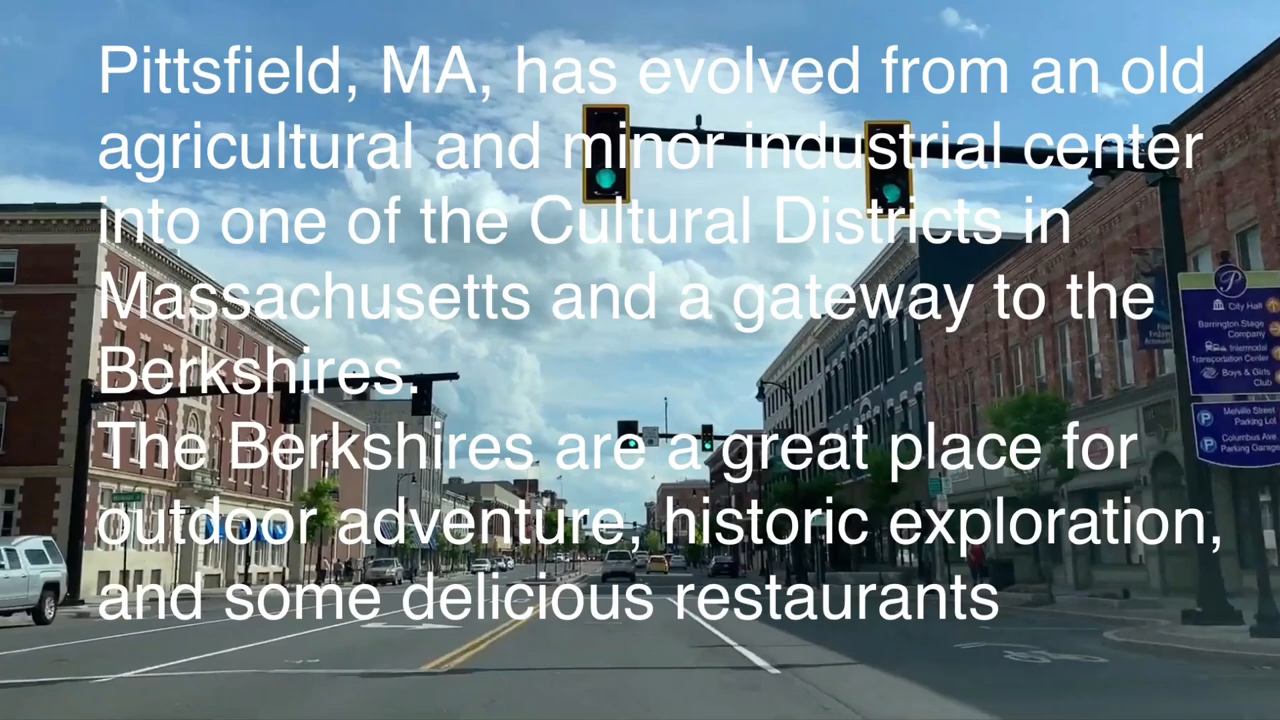 Pittsfield, MA, has evolved from an old
agricultural and minor industrial center
into one of the Cultural Districts in
Massachusetts and a gateway to the
Berkshires.
The Berkshires are a great place for
outdoor adventure, historic exploration,
and some delicious restaurants
P
City Hall
Barrington Stage
Company
Intermodal
Transportation Center
Boys & Girls
Club
P
Melville Street
Parking Lot
P
Columbus Ave
Parking Garage